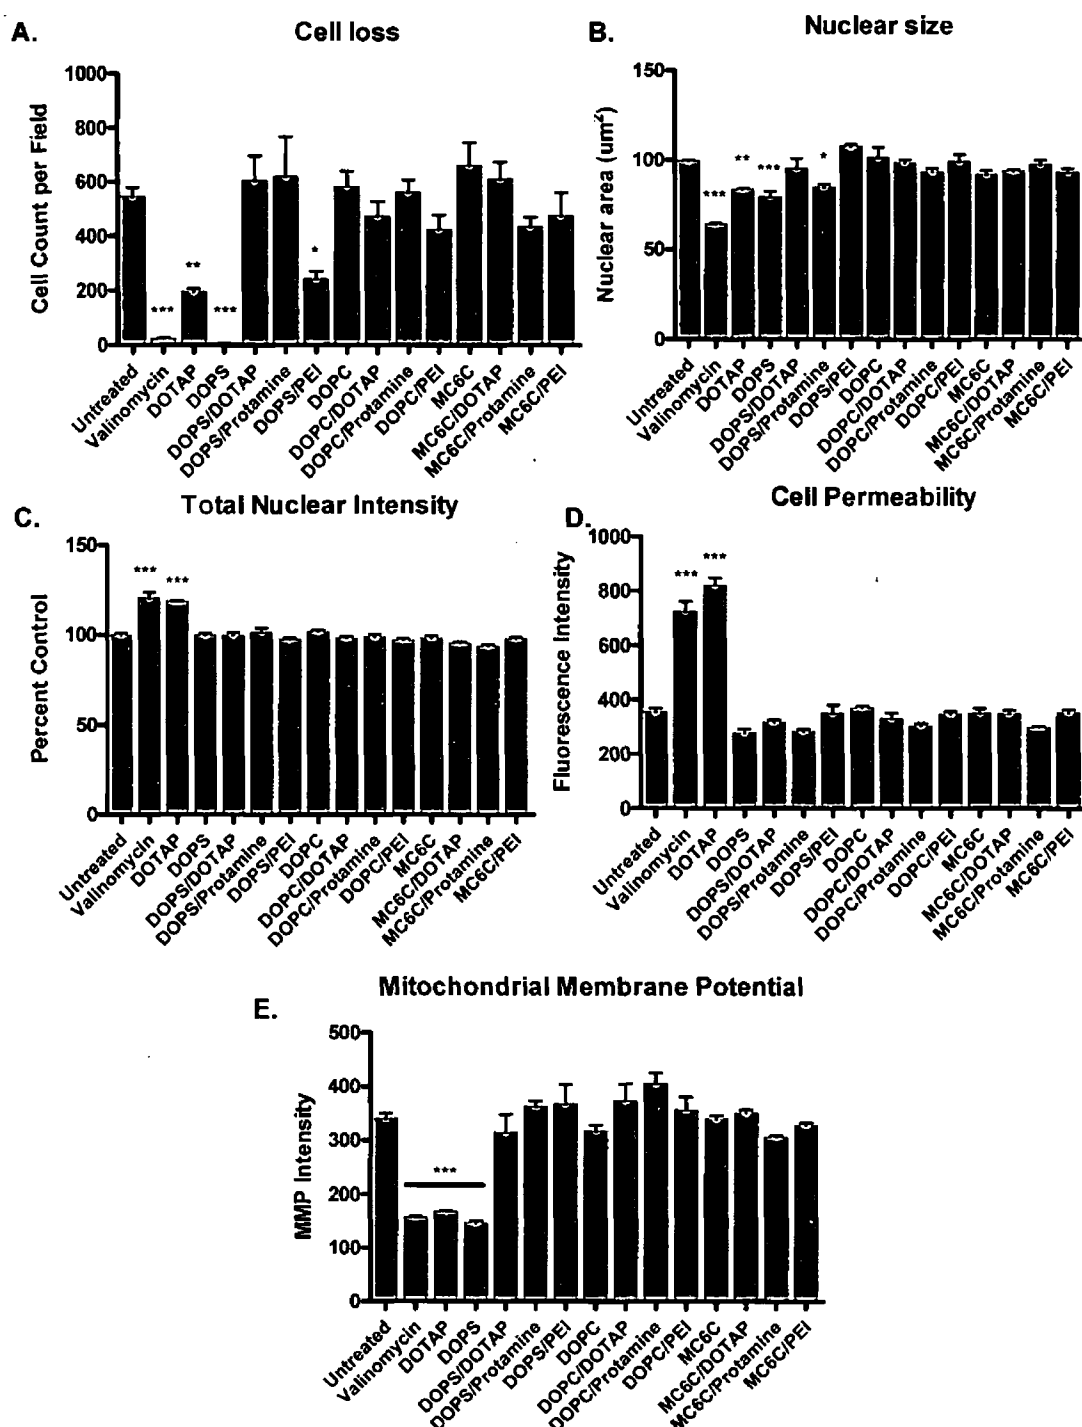 A.
Cell loss
Cell Count per Field
1000
800
600
400
200
0
***
**
***
*
Untreated
Valinomycin
DOTAP
DOPS
DOPS/DOTAP
DOPS/Protamine
DOPS/PEI
DOPC
DOPC/DOTAP
DOPC/Protamine
DOPC/PEI
MC6C
MC6C/DOTAP
MC6C/Protamine
MC6C/PEI
B.
Nuclear size
Nuclear area (um²)
150
100
50
0
***
**
***
*
Untreated
Valinomycin
DOTAP
DOPS
DOPS/DOTAP
DOPS/Protamine
DOPS/PEI
DOPC
DOPC/DOTAP
DOPC/Protamine
DOPC/PEI
MC6C
MC6C/DOTAP
MC6C/Protamine
MC6C/PEI
C.
Total Nuclear Intensity
Percent Control
150
100
50
0
***
***
Untreated
Valinomycin
DOTAP
DOPS
DOPS/DOTAP
DOPS/Protamine
DOPS/PEI
DOPC
DOPC/DOTAP
DOPC/Protamine
DOPC/PEI
MC6C
MC6C/DOTAP
MC6C/Protamine
MC6C/PEI
D.
Cell Permeability
Fluorescence Intensity
1000
800
600
400
200
0
***
***
Untreated
Valinomycin
DOTAP
DOPS
DOPS/DOTAP
DOPS/Protamine
DOPS/PEI
DOPC
DOPC/DOTAP
DOPC/Protamine
DOPC/PEI
MC6C
MC6C/DOTAP
MC6C/Protamine
MC6C/PEI
E.
Mitochondrial Membrane Potential
MMP Intensity
500
400
300
200
100
0
***
Untreated
Valinomycin
DOTAP
DOPS
DOPS/DOTAP
DOPS/Protamine
DOPS/PEI
DOPC
DOPC/DOTAP
DOPC/Protamine
DOPC/PEI
MC6C
MC6C/DOTAP
MC6C/Protamine
MC6C/PEI